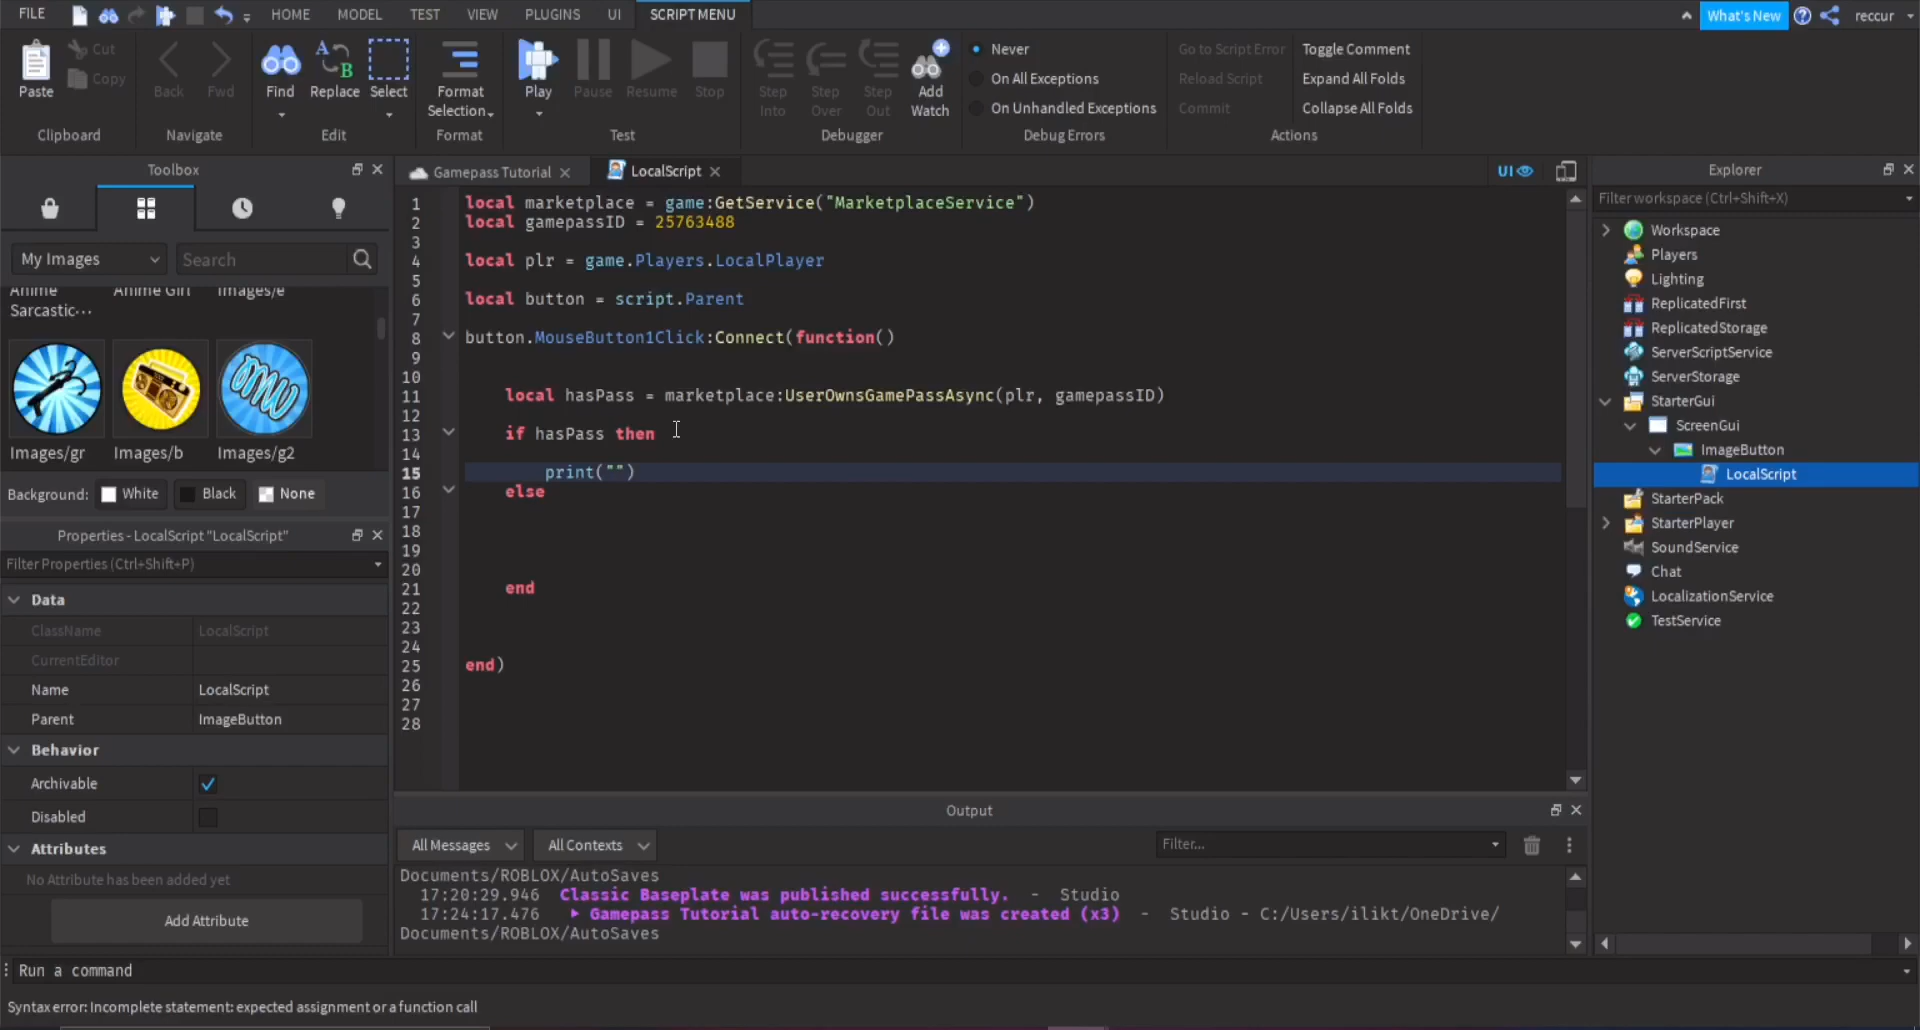 FILE
HOME
MODEL
TEST
VIEW
PLUGINS
UI
SCRIPT MENU
What's New
reccur
Paste
Cut
Copy
Clipboard
Back
Fwd
Navigate
Find
Replace
Select
Edit
Format
Selection
Format
Play
Pause
Resume
Stop
Test
Step
Into
Step
Over
Step
Out
Add
Watch
Debugger
Never
On All Exceptions
On Unhandled Exceptions
Debug Errors
Go to Script Error
Reload Script
Commit
Toggle Comment
Expand All Folds
Collapse All Folds
Actions
Toolbox
My Images
Search
Anime
Sarcastic···
Anime Girl
Images/e
Images/gr
Images/b
Images/g2
Background:
White
Black
None
Properties - LocalScript "LocalScript"
Filter Properties (Ctrl+Shift+P)
Data
ClassName LocalScript
CurrentEditor
Name LocalScript
Parent ImageButton
Behavior
Archivable
Disabled
Attributes
No Attribute has been added yet
Add Attribute
Gamepass Tutorial
LocalScript
UI
1 local marketplace = game:GetService("MarketplaceService")
2 local gamepassID = 25763488
3
4 local plr = game.Players.LocalPlayer
5
6 local button = script.Parent
7
8 button.MouseButton1Click:Connect(function()
9
10
11 local hasPass = marketplace:UserOwnsGamePassAsync(plr, gamepassID)
12
13 if hasPass then
14
15 print("")
16 else
17
18
19
20
21 end
22
23
24
25 end)
26
27
28
Output
All Messages
All Contexts
Filter...
Documents/ROBLOX/AutoSaves
17:20:29.946 Classic Baseplate was published successfully. - Studio
17:24:17.476 Gamepass Tutorial auto-recovery file was created (x3) - Studio - C:/Users/ilikt/OneDrive/
Documents/ROBLOX/AutoSaves
Explorer
Filter workspace (Ctrl+Shift+X)
Workspace
Players
Lighting
ReplicatedFirst
ReplicatedStorage
ServerScriptService
ServerStorage
StarterGui
ScreenGui
ImageButton
LocalScript
StarterPack
StarterPlayer
SoundService
Chat
LocalizationService
TestService
Run a command
Syntax error: Incomplete statement: expected assignment or a function call